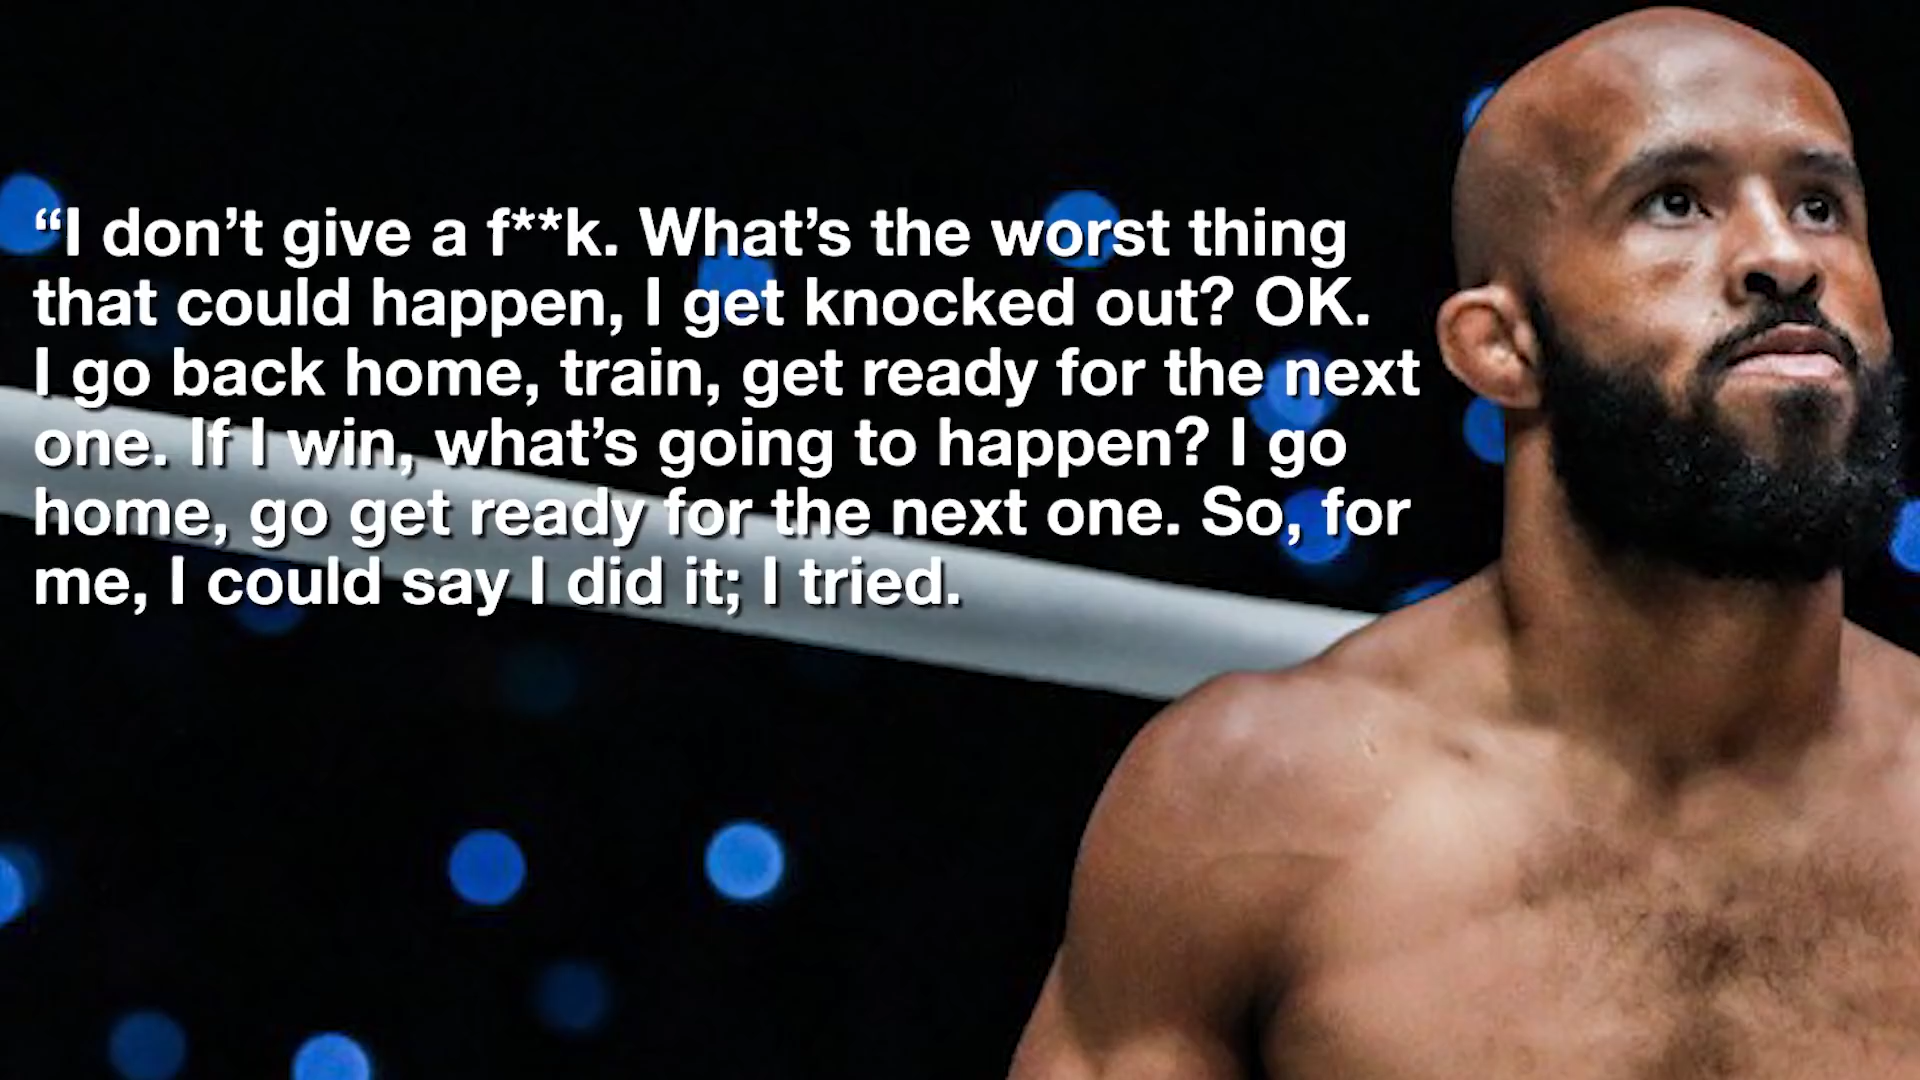 “I don’t give a f**k. What’s the worst thing
that could happen, I get knocked out? OK.
I go back home, train, get ready for the next
one. If I win, what’s going to happen? I go
home, go get ready for the next one. So, for
me, I could say I did it; I tried.